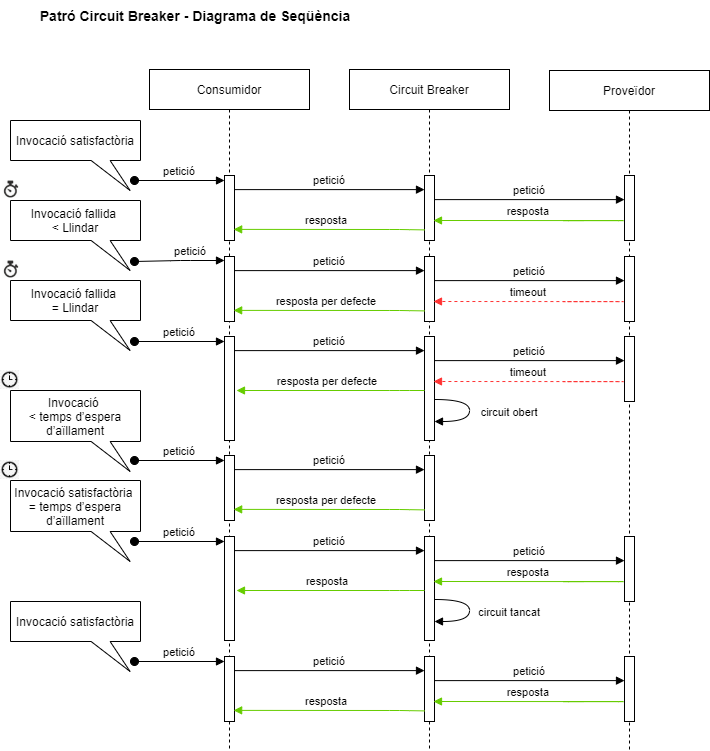 Patró Circuit Breaker - Diagrama de Seqüència
Consumidor
Circuit Breaker
Proveïdor
Invocació satisfactòria
petició
petició
petició
resposta
resposta
Invocació fallida
< Llindar
petició
petició
petició
timeout
resposta per defecte
Invocació fallida
= Llindar
petició
petició
petició
timeout
resposta per defecte
circuit obert
Invocació
< temps d'espera
d'aïllament
petició
petició
resposta per defecte
Invocació satisfactòria
= temps d'espera
d'aïllament
petició
petició
petició
resposta
resposta
circuit tancat
Invocació satisfactòria
petició
petició
petició
resposta
resposta